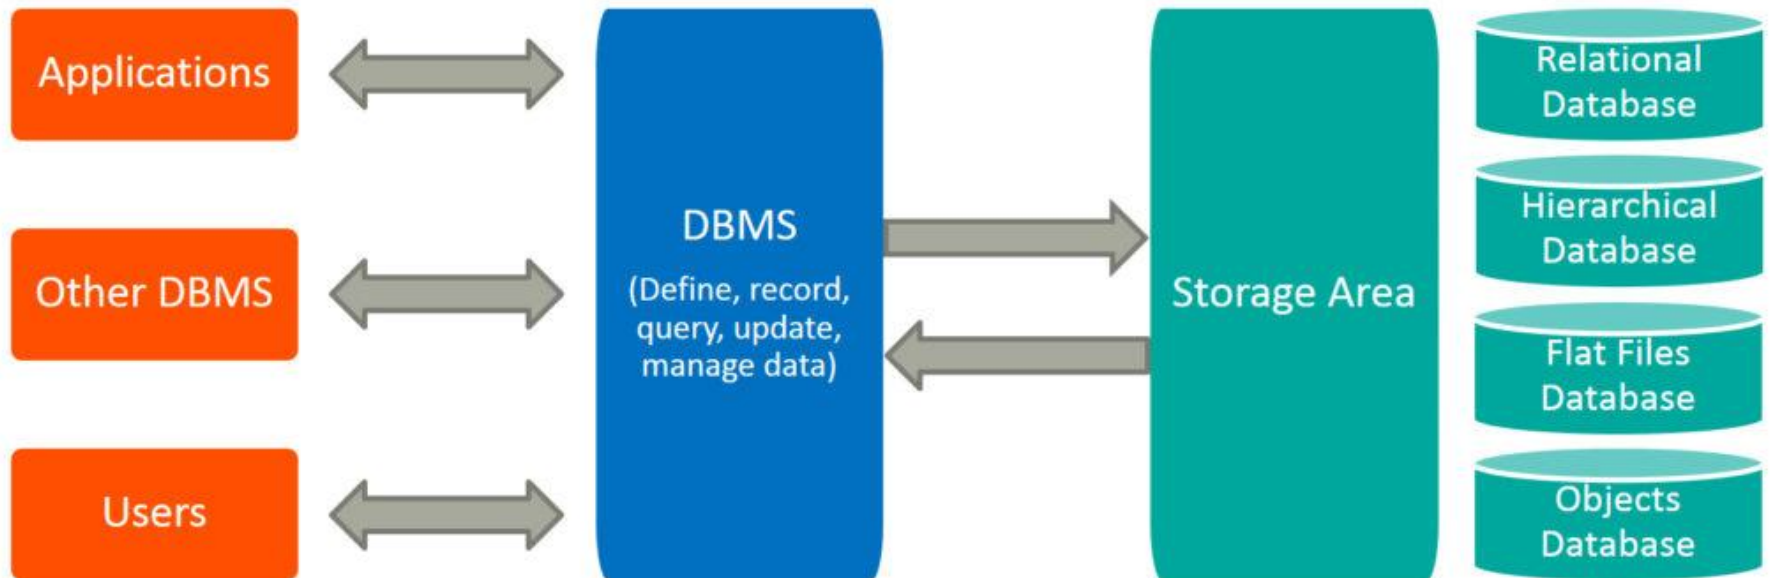 Applications
Other DBMS
Users
DBMS
(Define, record,
query, update,
manage data)
Storage Area
Relational
Database
Hierarchical
Database
Flat Files
Database
Objects
Database